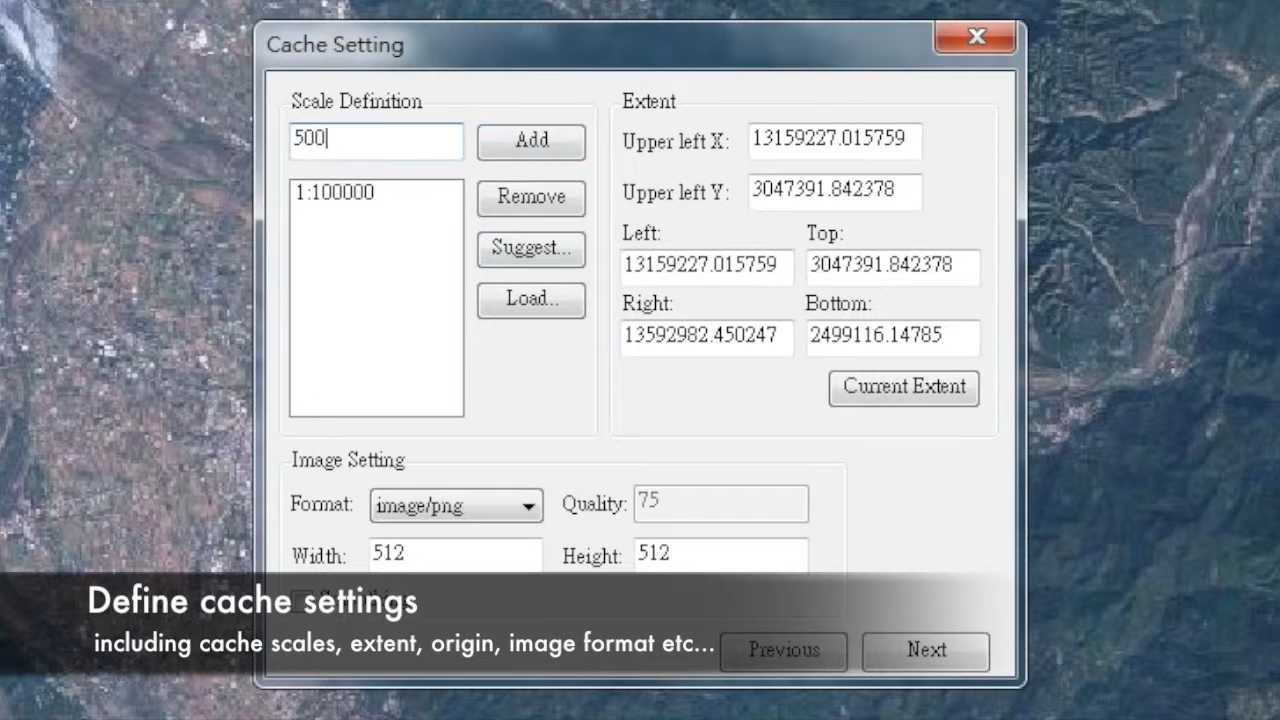 Cache Setting
X
Scale Definition
500
Add
1:100000
Remove
Suggest...
Load...
Extent
Upper left X: 13159227.015759
Upper left Y: 3047391.842378
Left: Top:
13159227.015759 3047391.842378
Right: Bottom:
13592982.450247 2499116.14785
Current Extent
Image Setting
Format: image/png Quality: 75
Width: 512 Height: 512
Define cache settings
including cache scales, extent, origin, image format etc...
Previous Next